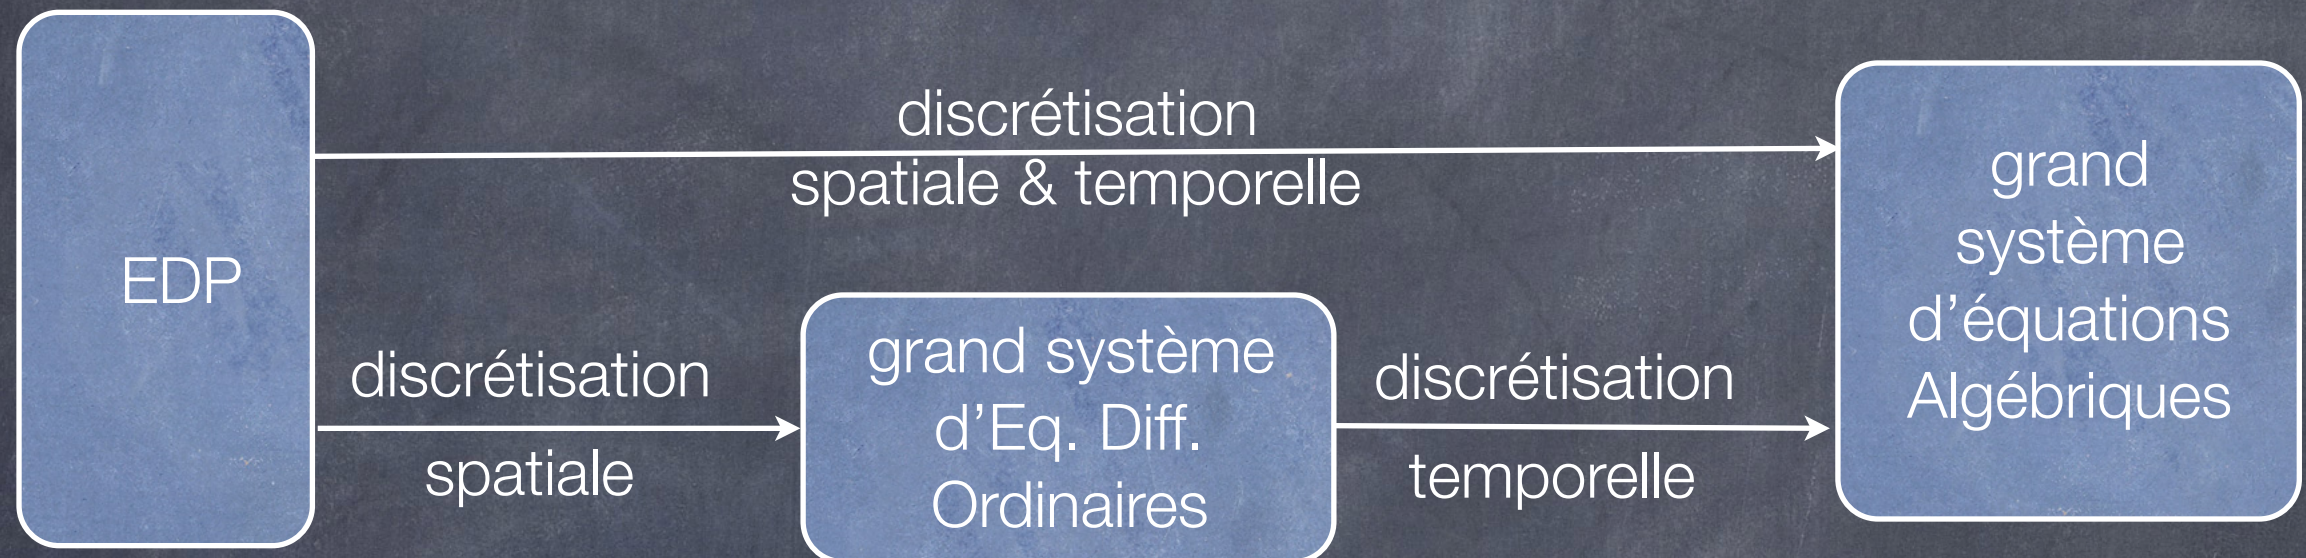 EDP
discrétisation
spatiale & temporelle
discrétisation
spatiale
grand système
d’Eq. Diff.
Ordinaires
discrétisation
temporelle
grand
système
d’équations
Algébriques